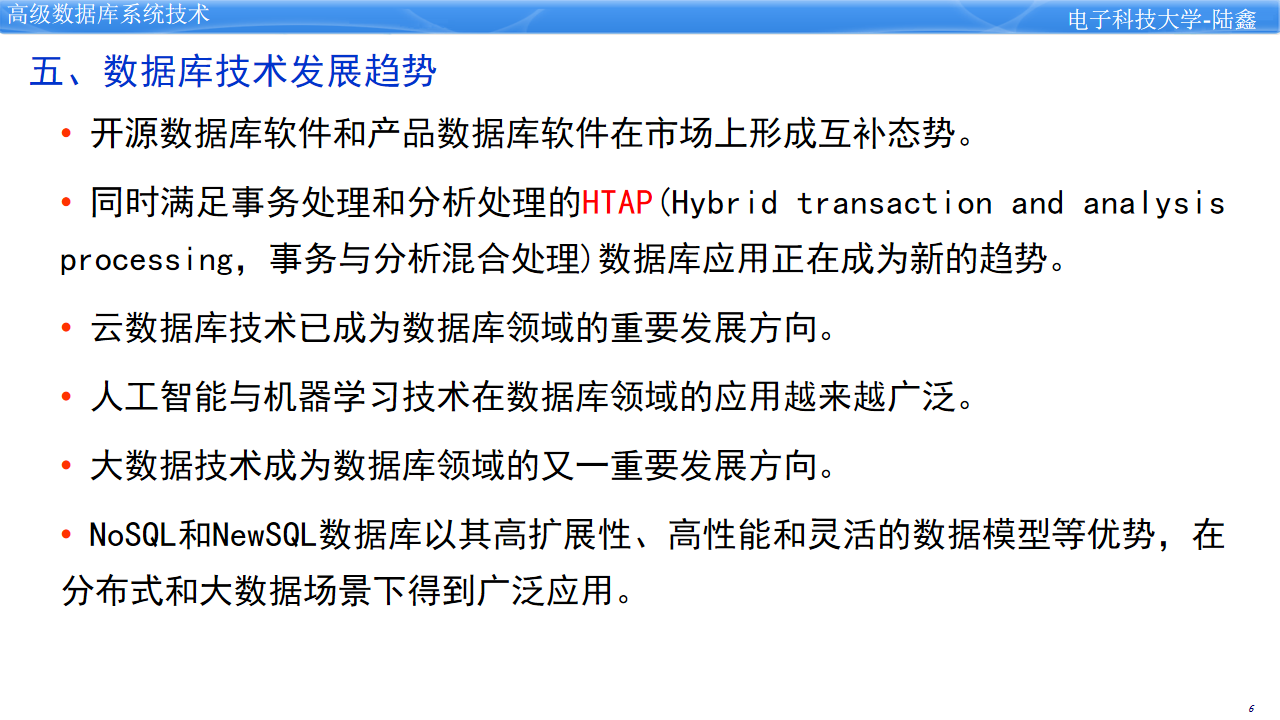 高级数据库系统技术
电子科技大学-陆鑫
五、数据库技术发展趋势
• 开源数据库软件和产品数据库软件在市场上形成互补态势。
• 同时满足事务处理和分析处理的HTAP(Hybrid transaction and analysis
processing，事务与分析混合处理)数据库应用正在成为新的趋势。
• 云数据库技术已成为数据库领域的重要发展方向。
• 人工智能与机器学习技术在数据库领域的应用越来越广泛。
• 大数据技术成为数据库领域的又一重要发展方向。
• NoSQL和NewSQL数据库以其高扩展性、高性能和灵活的数据模型等优势，在
分布式和大数据场景下得到广泛应用。
6